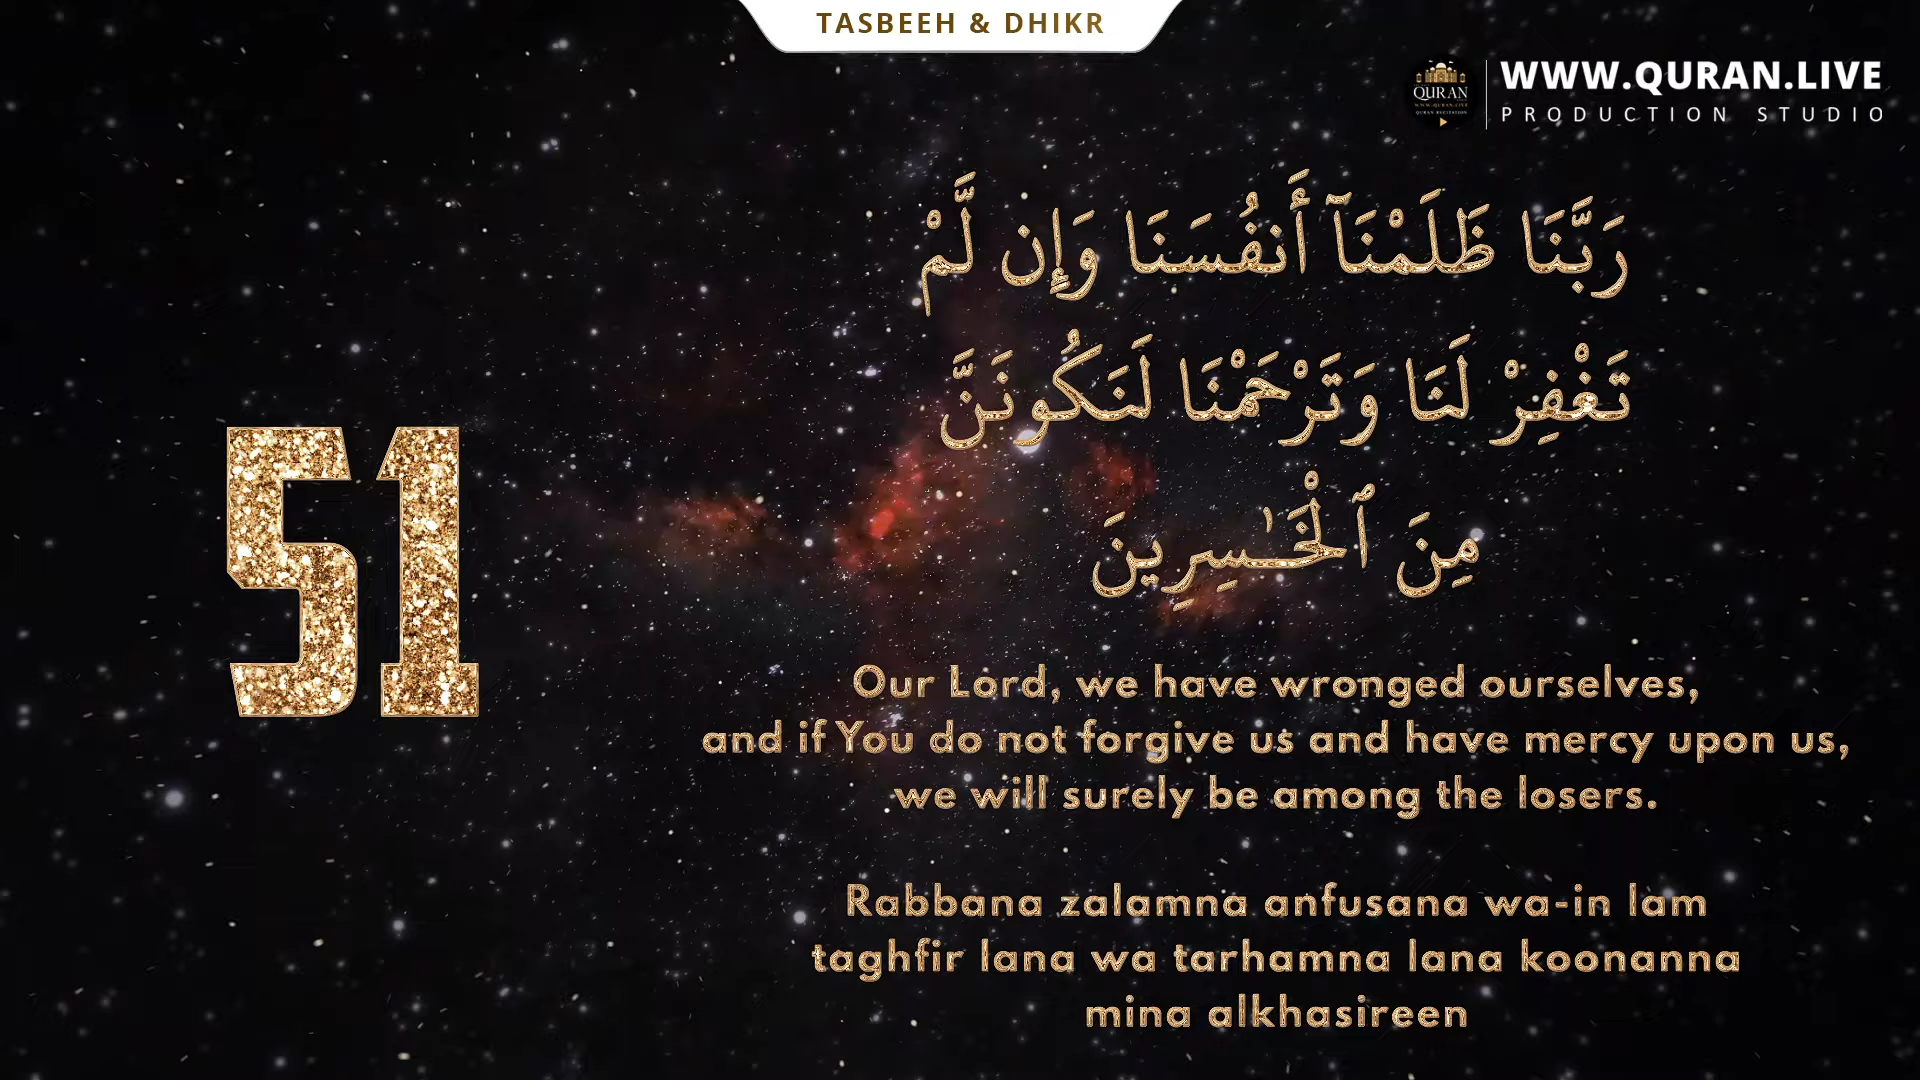 TASBEEH & DHIKR
QURAN
WWW.QURAN.LIVE
PRODUCTION STUDIO
رَبَّنَا ظَلَمْنَآ أَنفُسَنَا وَإِن لَّمْ
تَغْفِرْ لَنَا وَتَرْحَمْنَا لَنَكُونَنَّ
مِنَ ٱلْخَـٰسِرِينَ
51
Our Lord, we have wronged ourselves,
and if You do not forgive us and have mercy upon us,
we will surely be among the losers.
Rabbana zalamna anfusana wa-in lam
taghfir lana wa tarhamna lana koonanna
mina alkhasireen